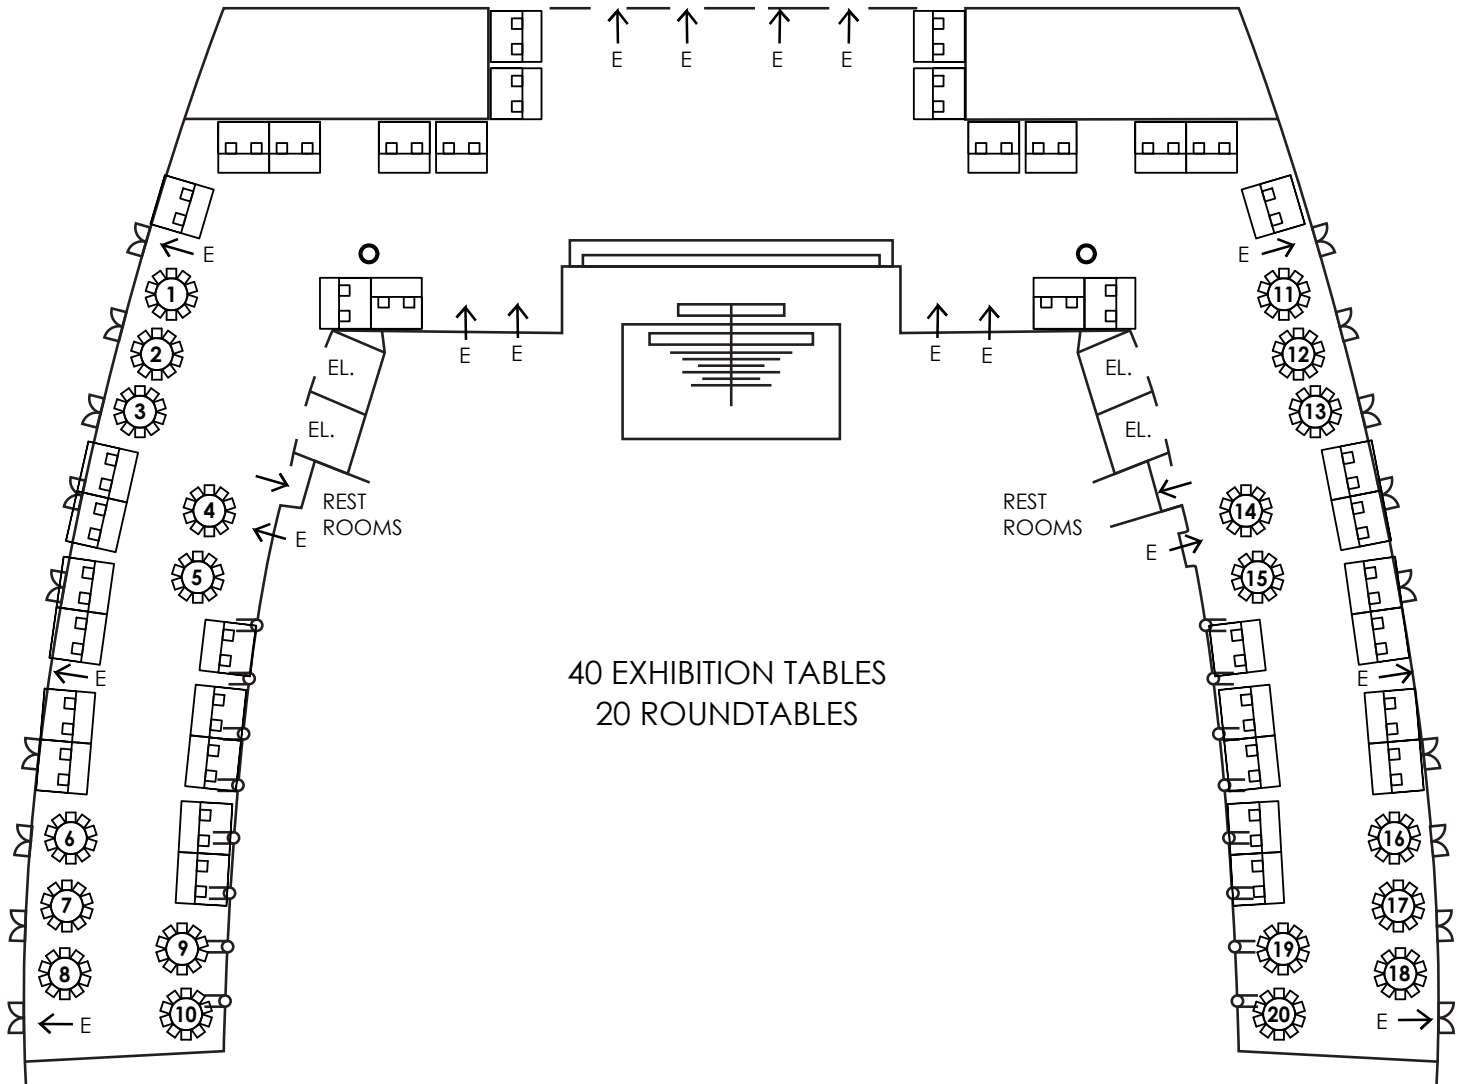 E E E E
E E
1 11
2 12
E E E E
EL. EL.
3 13
EL. EL.
4 REST REST 14
ROOMS ROOMS
E E
5 15
40 EXHIBITION TABLES
E E
20 ROUNDTABLES
6 16
7 17
9 19
8 18
10 20
E E